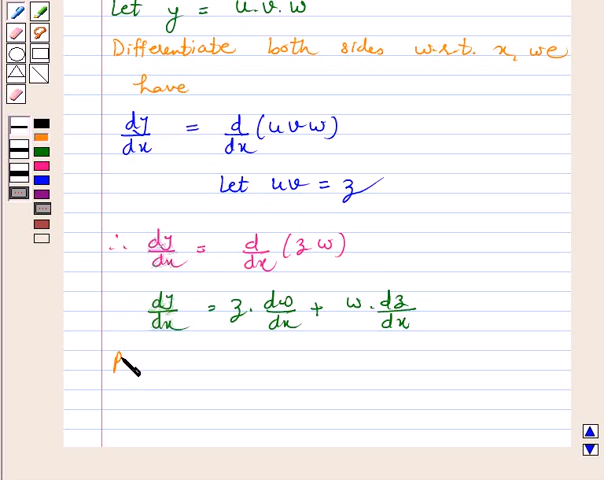 Let y = u.v.w
Differentiate both sides w.r.t. x, we
have
dy/dx = d/dx (uvw)
Let uv = z
∴ dy/dx = d/dx (z w)
dy/dx = z. dw/dx + w. dz/dx